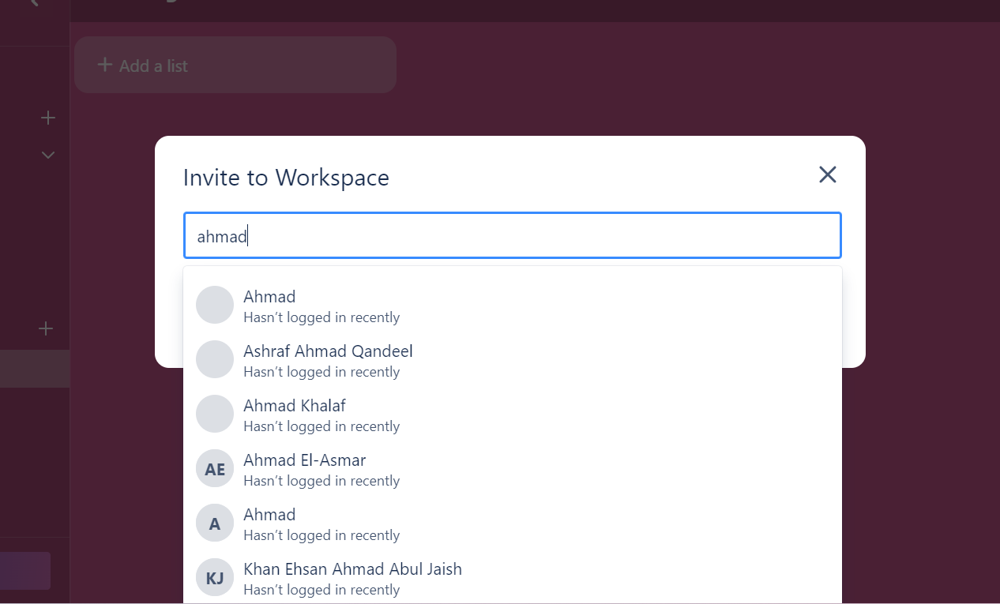 + Add a list
Invite to Workspace
ahmad
Ahmad
Hasn’t logged in recently
Ashraf Ahmad Qandeel
Hasn’t logged in recently
Ahmad Khalaf
Hasn’t logged in recently
AE
Ahmad El-Asmar
Hasn’t logged in recently
A
Ahmad
Hasn’t logged in recently
KJ
Khan Ehsan Ahmad Abul Jaish
Hasn’t logged in recently